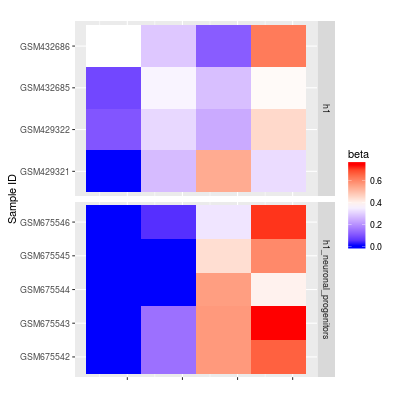 GSM432686
GSM432685
GSM429322
GSM429321
h1
GSM675546
GSM675545
GSM675544
GSM675543
GSM675542
h1_neuronal_progenitors
Sample ID
beta
0.6
0.4
0.2
0.0